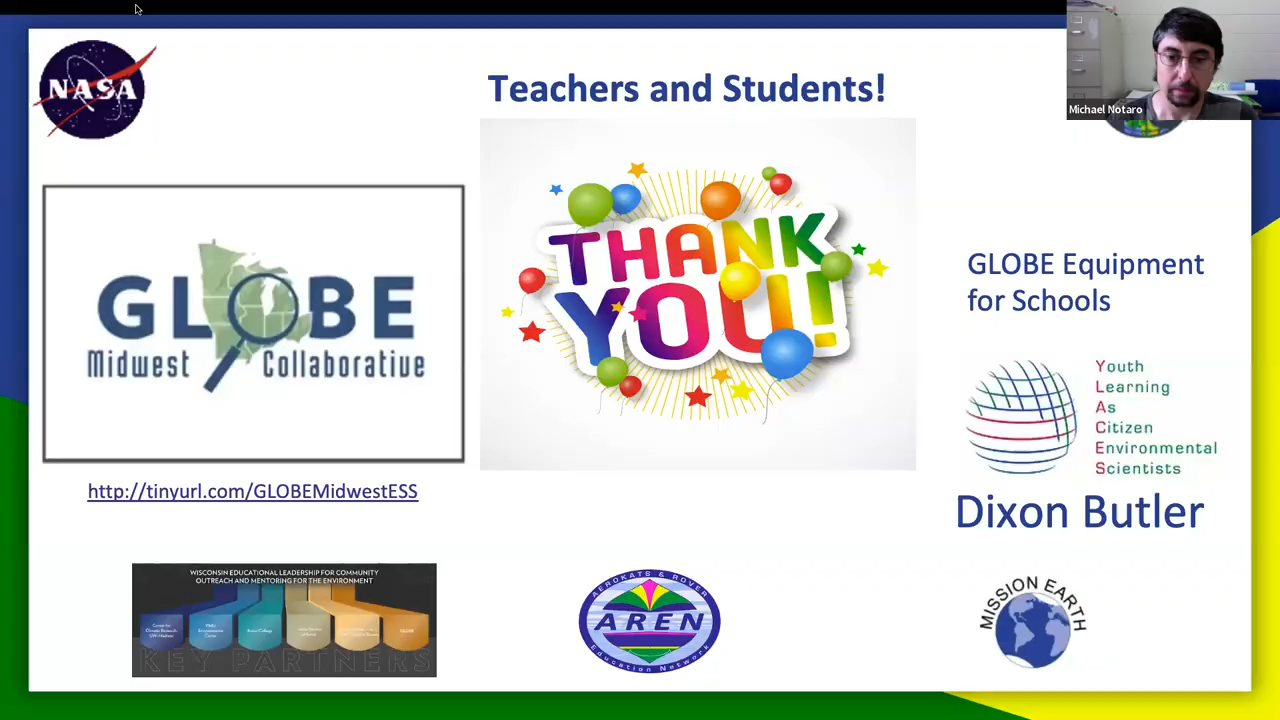 NASA
Teachers and Students!
Michael Notaro
THANK
YOU!
GLOBE
Midwest Collaborative
GLOBE Equipment
for Schools
Youth
Learning
As
Citizen
Environmental
Scientists
http://tinyurl.com/GLOBEMidwestESS
Dixon Butler
WISCONSIN EDUCATIONAL LEADERSHIP FOR COMMUNITY
OUTREACH AND MENTORING FOR THE ENVIRONMENT
GLOBE
KEY PARTNERS
AEROKATS & ROVER
AREN
Education Network
MISSION EARTH